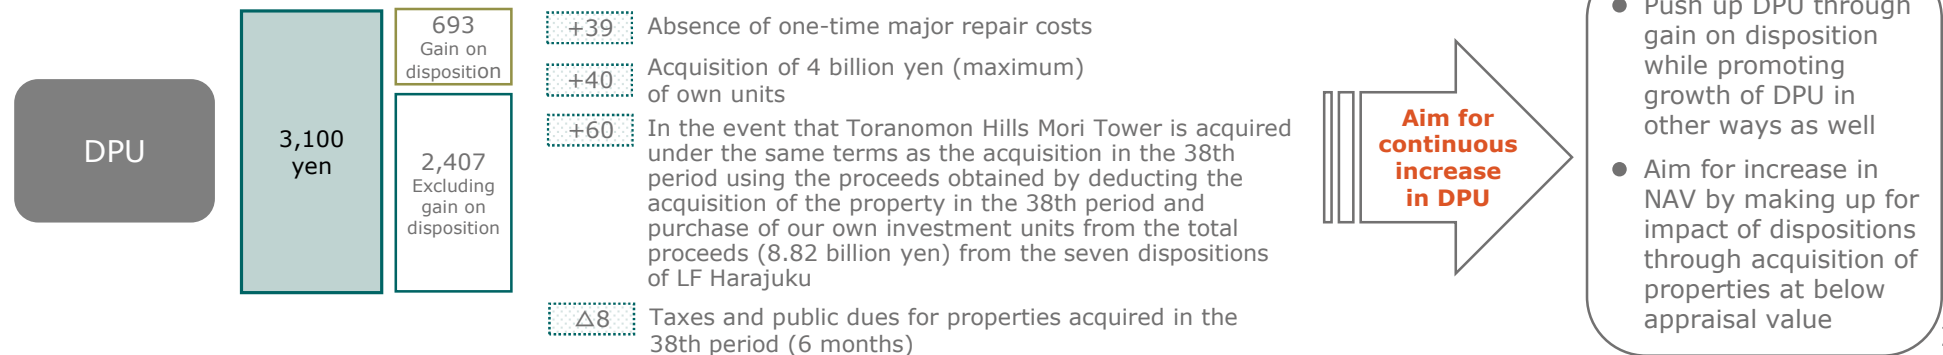 DPU
3,100
yen
693
Gain on
disposition
2,407
Excluding
gain on
disposition
+39
Absence of one-time major repair costs
+40
Acquisition of 4 billion yen (maximum)
of own units
+60
In the event that Toranomon Hills Mori Tower is acquired
under the same terms as the acquisition in the 38th
period using the proceeds obtained by deducting the
acquisition of the property in the 38th period and
purchase of our own investment units from the total
proceeds (8.82 billion yen) from the seven dispositions
of LF Harajuku
△8
Taxes and public dues for properties acquired in the
38th period (6 months)
Aim for
continuous
increase
in DPU
● Push up DPU through
gain on disposition
while promoting
growth of DPU in
other ways as well
● Aim for increase in
NAV by making up for
impact of dispositions
through acquisition of
properties at below
appraisal value